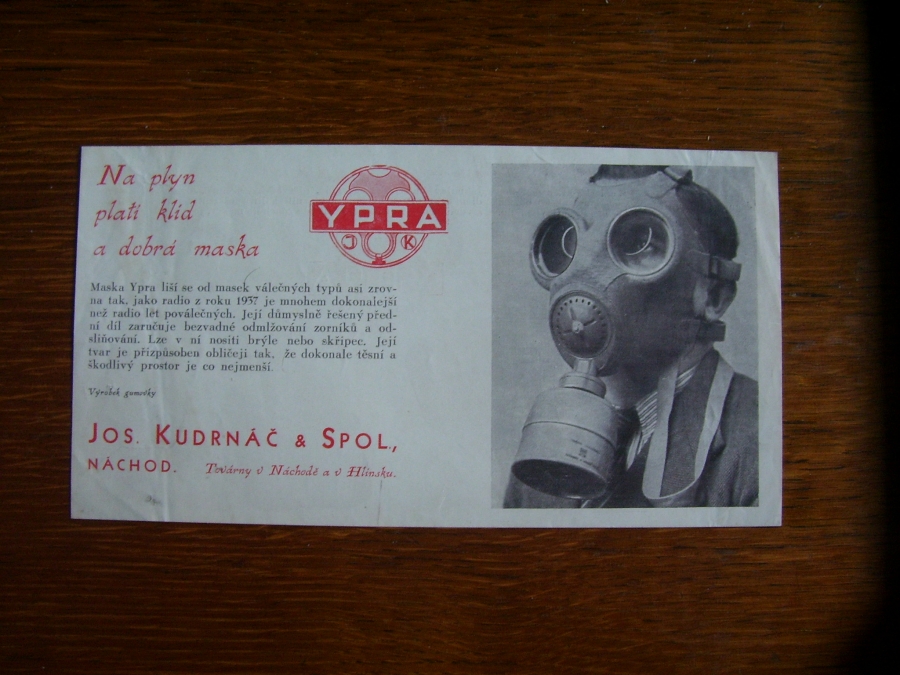 Na plyn
platí klid
a dobrá maska
YPRA
J K
Maska Ypra liší se od masek válečných typů asi zrov-
na tak, jako radio z roku 1937 je mnohem dokonalejší
než radio let poválečných. Její důmyslně řešený před-
ní díl zaručuje bezvadné odmlžování zorníků a od-
sliňování. Lze v ní nositi brýle nebo skřipec. Její
tvar je přizpůsoben obličeji tak, že dokonale těsní a
škodlivý prostor je co nejmenší.
Výrobek gumovky
JOS. KUDRNÁČ & SPOL.,
NÁCHOD. Továrny v Náchodě a v Hlinsku.